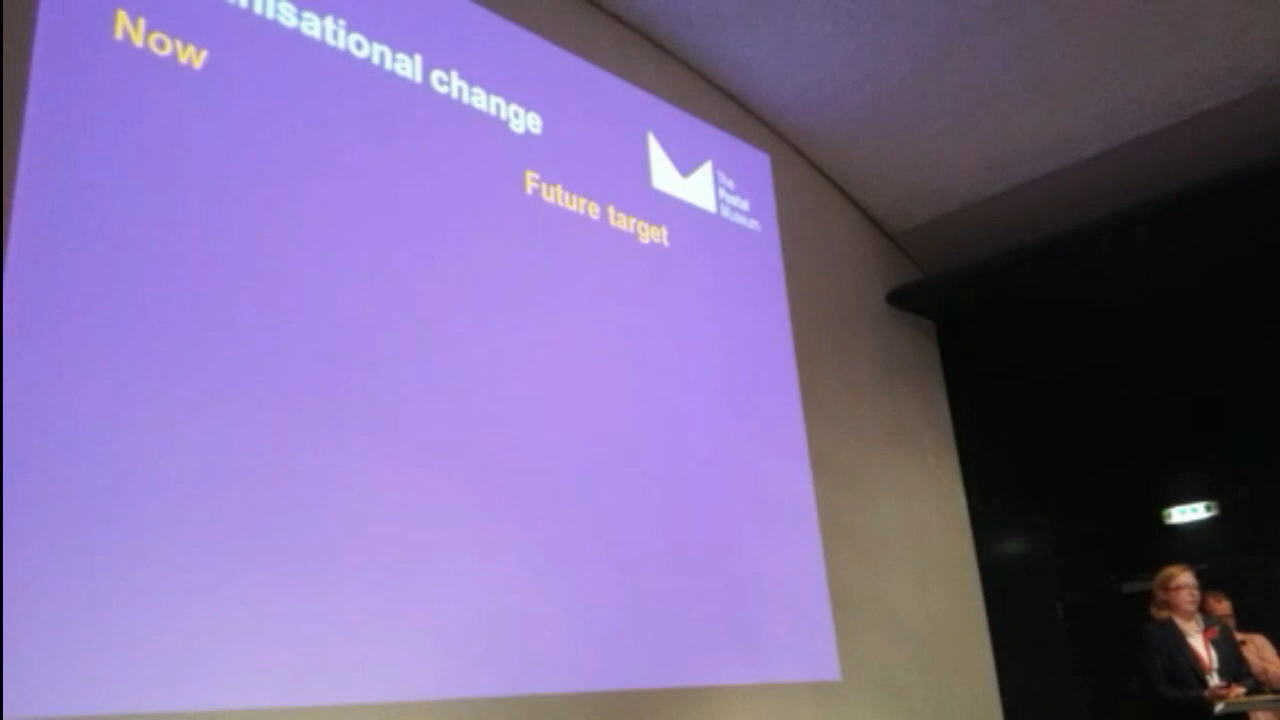 nisational change
Now
Future target
The
Postal
Museum